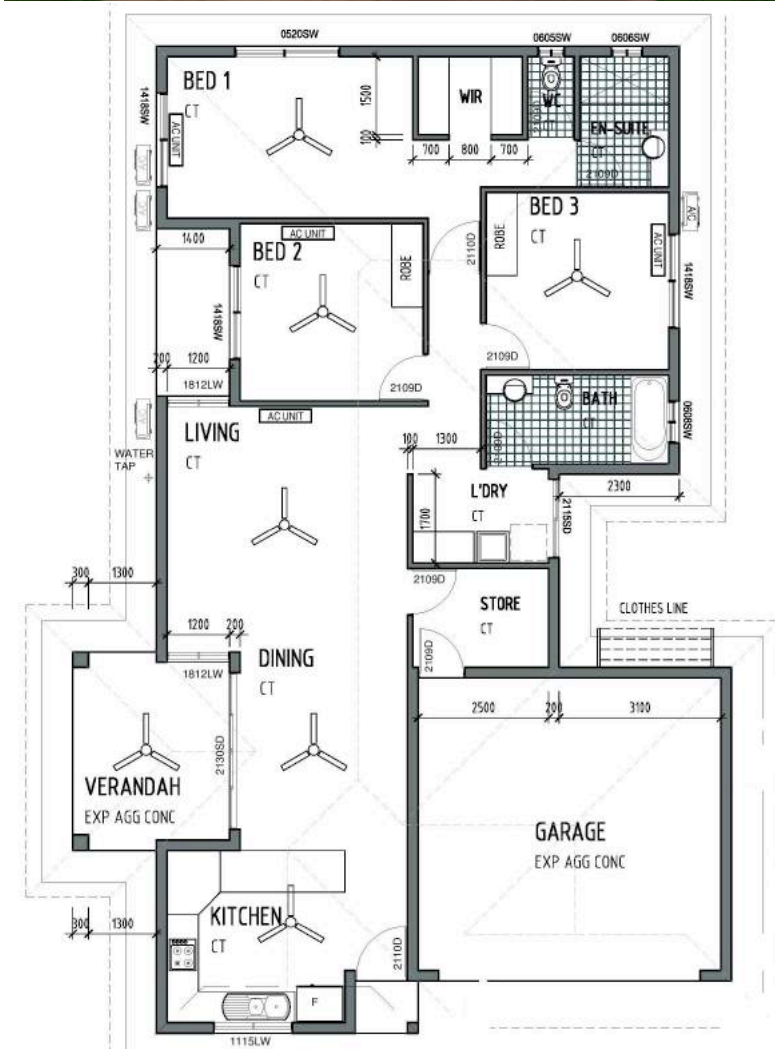 0520SW
0605SW
0606SW
BED 1
CT
1418SW
AC UNIT
1500
100
WIR
WC
EN-SUITE
CT
2109D
700
800
700
BED 3
CT
ROBE
AC UNIT
A/C
1418SW
2110D
2109D
1400
AC UNIT
BED 2
CT
ROBE
1418SW
200
1200
1812LW
2109D
AC UNIT
BATH
CT
0608SW
LIVING
CT
WATER
TAP
100
1300
2300
L'DRY
CT
1700
2115SD
2109D
STORE
CT
2109D
CLOTHES LINE
300
1300
1200
200
1812LW
DINING
CT
2130SD
2500
200
3100
VERANDAH
EXP AGG CONC
GARAGE
EXP AGG CONC
300
1300
KITCHEN
CT
2110D
F
1115LW